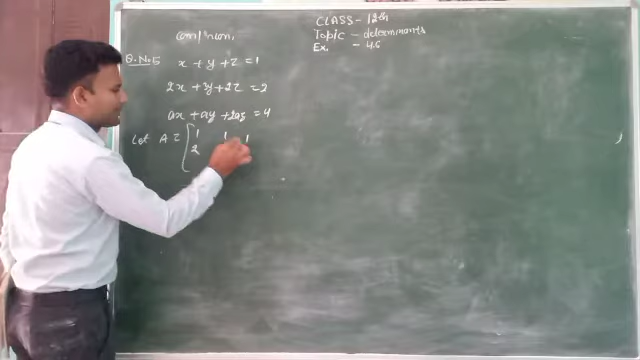 CLASS - 12th
Topic - determinants
Ex. - 4.6
Q.No.5 x + y + z = 1
2x + 3y + 2z = 2
ax + ay + 2az = 4
Let A = [ 1 1 1
2